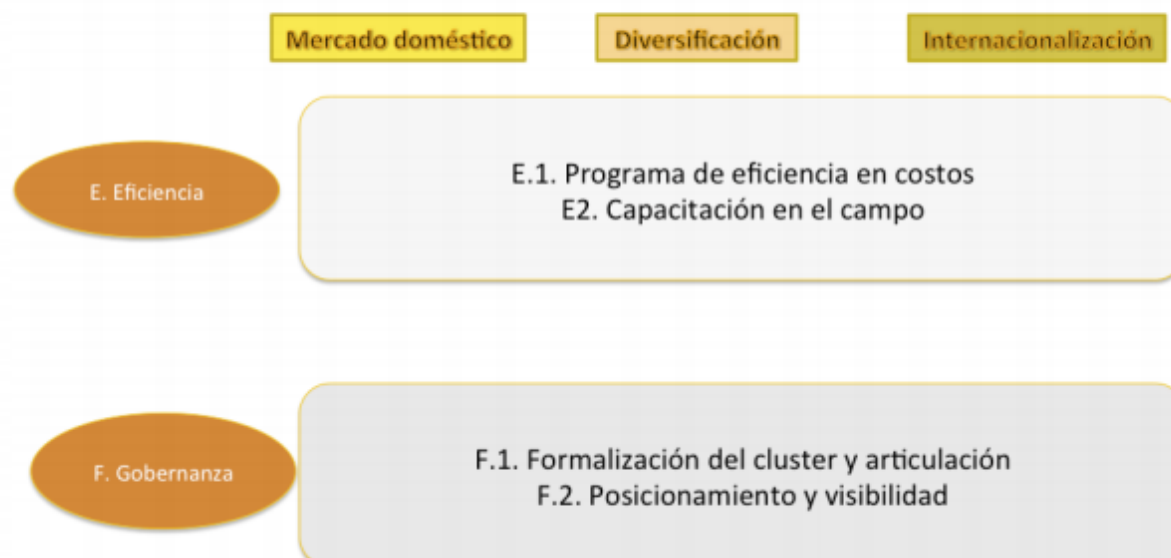 Mercado doméstico
Diversificación
Internacionalización
E. Eficiencia
E.1. Programa de eficiencia en costos
E2. Capacitación en el campo
F. Gobernanza
F.1. Formalización del cluster y articulación
F.2. Posicionamiento y visibilidad